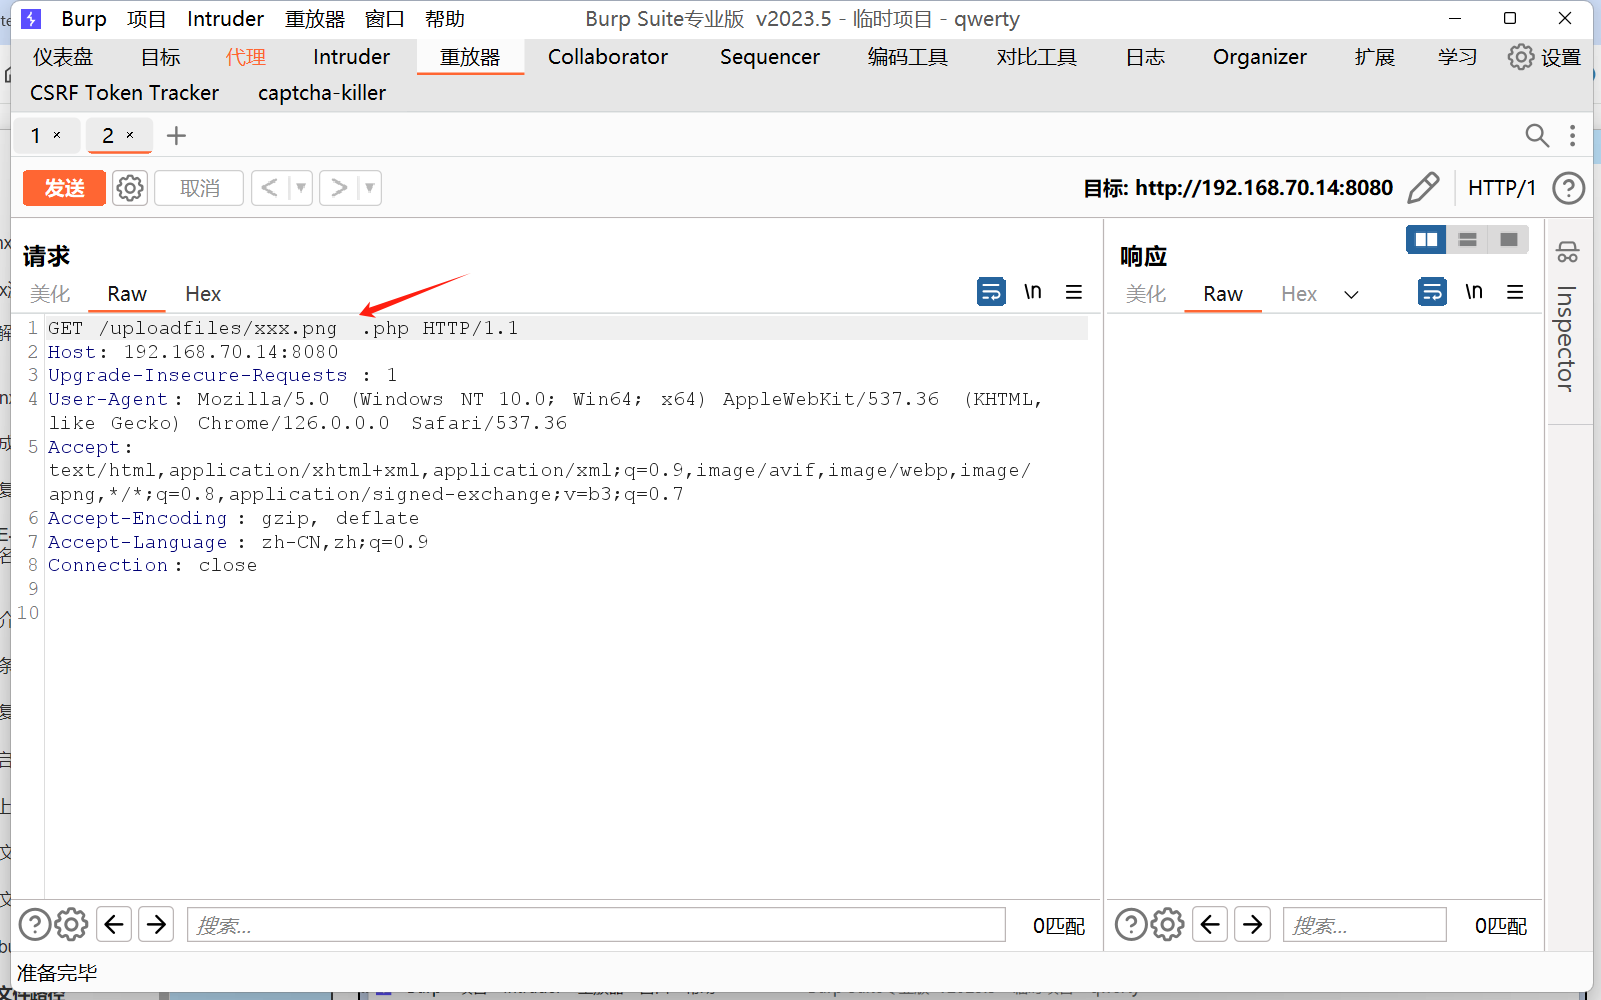 Burp 项目 Intruder 重放器 窗口 帮助 Burp Suite专业版 v2023.5 - 临时项目 - qwerty
仪表盘 目标 代理 Intruder 重放器 Collaborator Sequencer 编码工具 对比工具 日志 Organizer 扩展 学习 设置
CSRF Token Tracker captcha-killer
1 × 2 × +
发送 取消 < > 目标: http://192.168.70.14:8080 HTTP/1 ?
请求
美化 Raw Hex \n
1 GET /uploadfiles/xxx.png .php HTTP/1.1
2 Host: 192.168.70.14:8080
3 Upgrade-Insecure-Requests : 1
4 User-Agent: Mozilla/5.0 (Windows NT 10.0; Win64; x64) AppleWebKit/537.36 (KHTML,
like Gecko) Chrome/126.0.0.0 Safari/537.36
5 Accept:
text/html,application/xhtml+xml,application/xml;q=0.9,image/avif,image/webp,image/
apng,*/*;q=0.8,application/signed-exchange;v=b3;q=0.7
6 Accept-Encoding : gzip, deflate
7 Accept-Language : zh-CN,zh;q=0.9
8 Connection: close
9
10
搜索... 0匹配
响应
美化 Raw Hex \n
Inspector
搜索... 0匹配
准备完毕